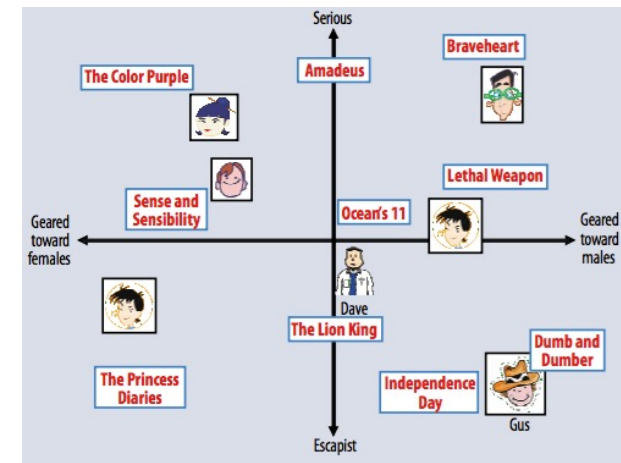 Serious
Braveheart
Amadeus
The Color Purple
Lethal Weapon
Sense and
Sensibility
Ocean's 11
Geared
toward
females
Geared
toward
males
Dave
The Lion King
Dumb and
Dumber
The Princess
Diaries
Independence
Day
Gus
Escapist